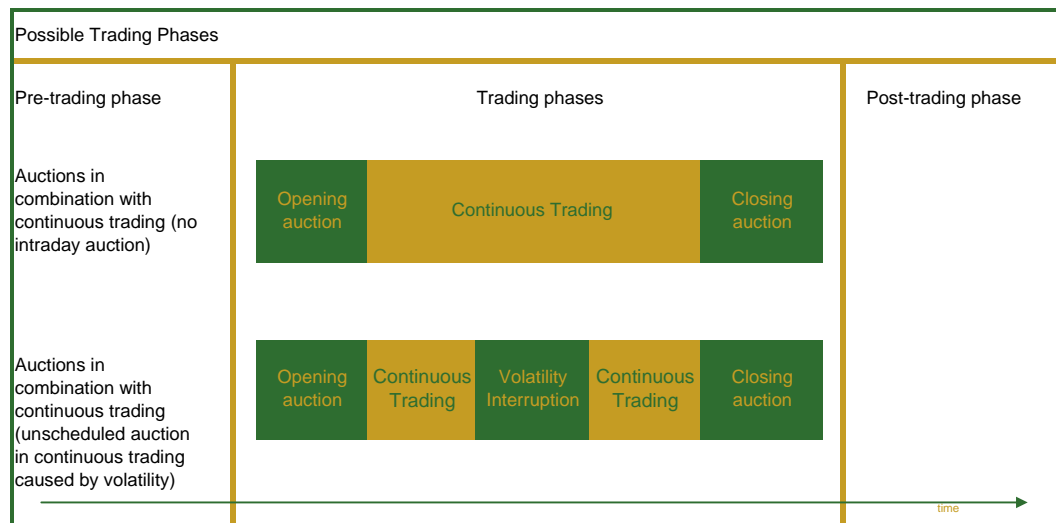 Possible Trading Phases
Pre-trading phase
Trading phases
Post-trading phase
Auctions in
combination with
continuous trading (no
intraday auction)
Opening
auction
Continuous Trading
Closing
auction
Auctions in
combination with
continuous trading
(unscheduled auction
in continuous trading
caused by volatility)
Opening
auction
Continuous
Trading
Volatility
Interruption
Continuous
Trading
Closing
auction
time